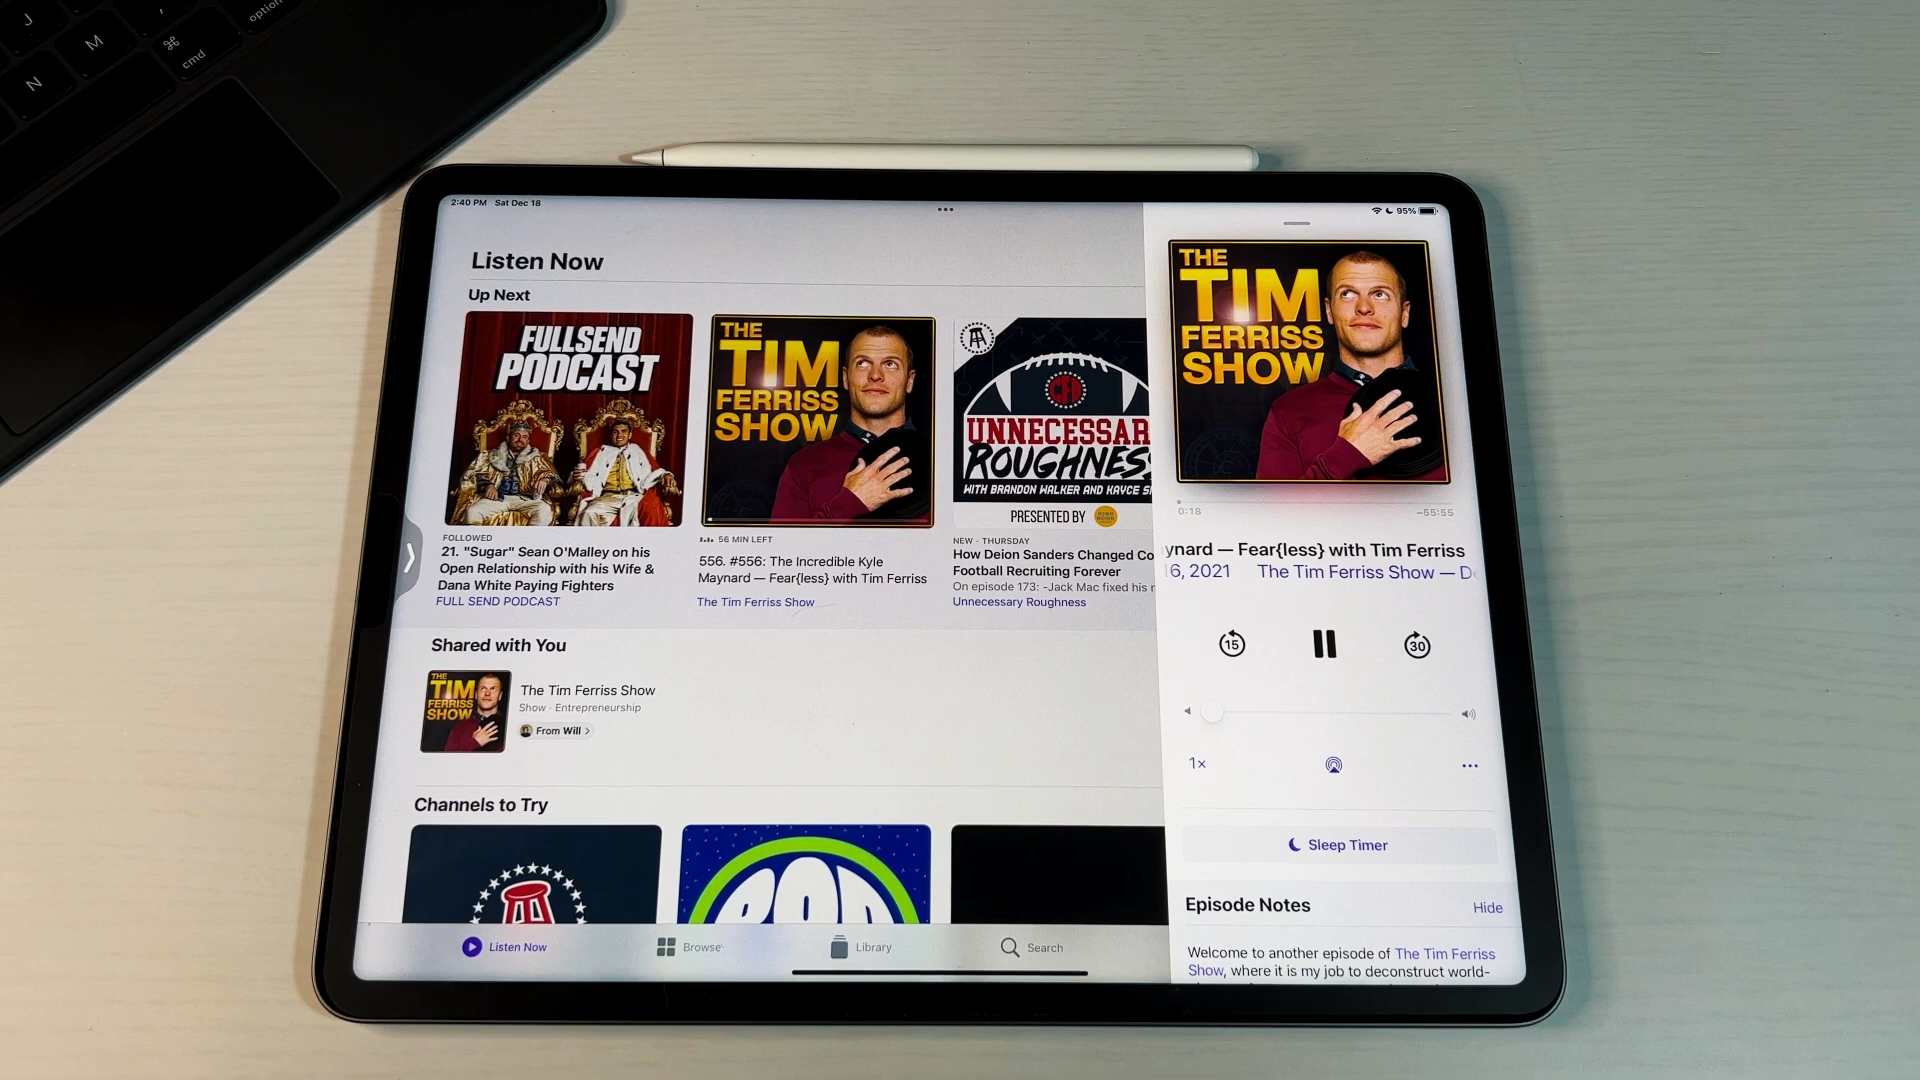 J
M
N
⌘
cmd
option
2:40 PM Sat Dec 18
95%
Listen Now
Up Next
FULLSEND
PODCAST
FOLLOWED
21. "Sugar" Sean O'Malley on his
Open Relationship with his Wife &
Dana White Paying Fighters
FULL SEND PODCAST
THE
TIM
FERRISS
SHOW
56 MIN LEFT
556. #556: The Incredible Kyle
Maynard — Fear{less} with Tim Ferriss
The Tim Ferriss Show
CFD
UNNECESSAR
ROUGHNES
WITH BRANDON WALKER AND KAYCE S
PRESENTED BY
NEW · THURSDAY
How Deion Sanders Changed Co
Football Recruiting Forever
On episode 173: -Jack Mac fixed his r
Unnecessary Roughness
Shared with You
THE
TIM
FERRISS
SHOW
The Tim Ferriss Show
Show · Entrepreneurship
From Will >
Channels to Try
Listen Now
Browse
Library
Search
THE
TIM
FERRISS
SHOW
0:18
-55:55
ynard — Fear{less} with Tim Ferriss
16, 2021 The Tim Ferriss Show — D
15
30
1×
Sleep Timer
Episode Notes
Hide
Welcome to another episode of The Tim Ferriss
Show, where it is my job to deconstruct world-